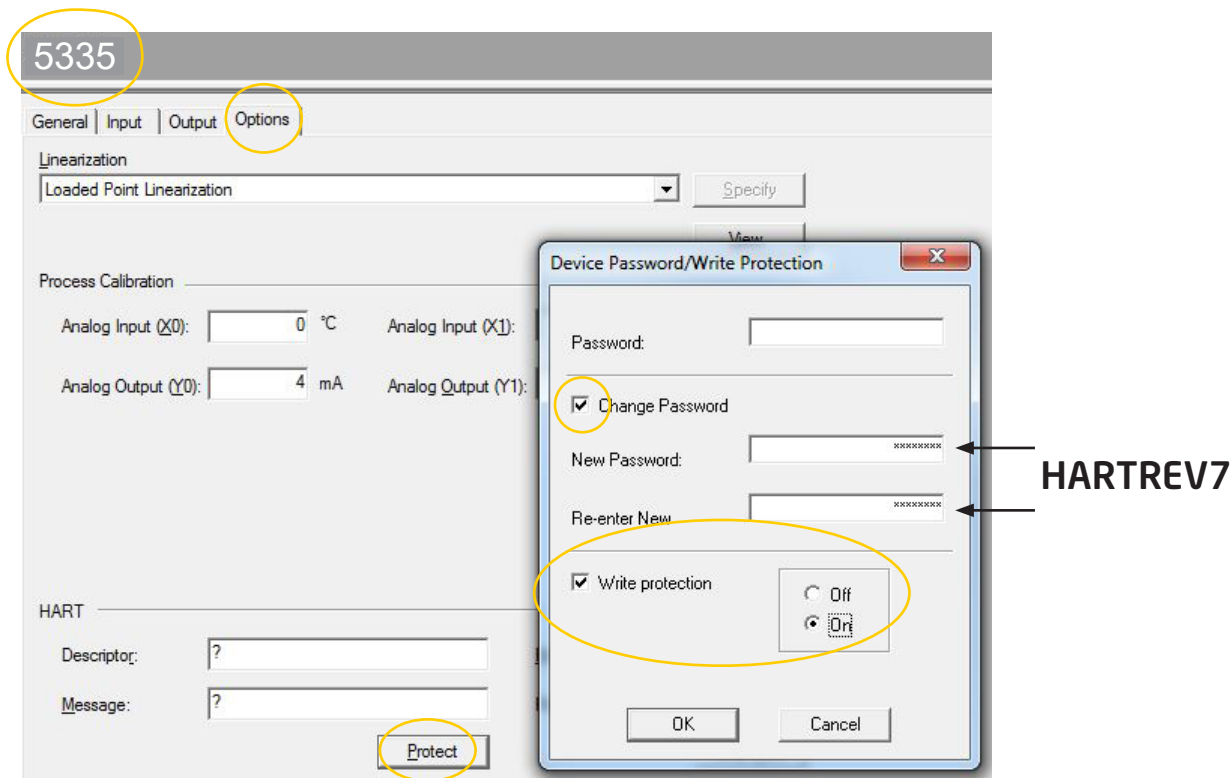 5335
General Input Output Options
Linearization
Loaded Point Linearization
Specify
View
Process Calibration
Analog Input (X0): 0 °C Analog Input (X1):
Analog Output (Y0): 4 mA Analog Output (Y1):
HART
Descriptor: ?
Message: ?
Protect
Device Password/Write Protection
Password:
Change Password
New Password: ********
Re-enter New ********
HARTREV7
Write protection
Off
On
OK Cancel